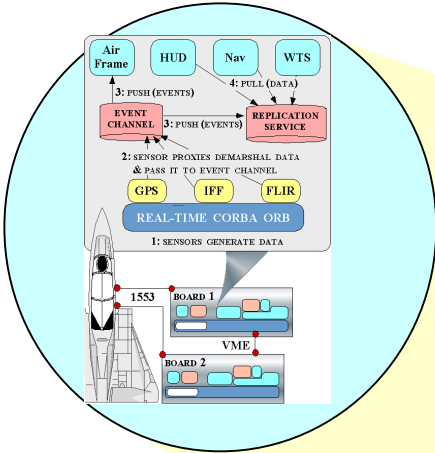 Air
Frame
HUD
Nav
WTS
4: PULL (DATA)
3: PUSH (EVENTS)
EVENT
CHANNEL
3: PUSH (EVENTS)
REPLICATION
SERVICE
2: SENSOR PROXIES DEMARSHAL DATA
& PASS IT TO EVENT CHANNEL
GPS
IFF
FLIR
REAL-TIME CORBA ORB
1: SENSORS GENERATE DATA
1553
BOARD 1
VME
BOARD 2